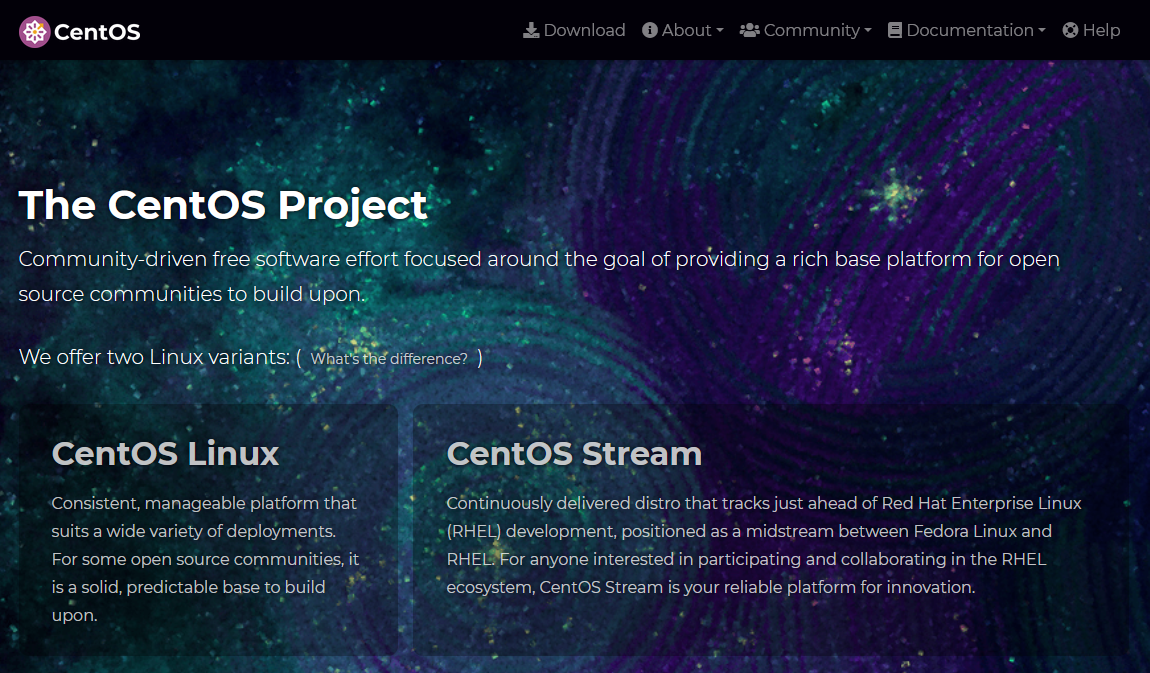 CentOS
Download About Community Documentation Help
The CentOS Project
Community-driven free software effort focused around the goal of providing a rich base platform for open
source communities to build upon.
We offer two Linux variants: ( What's the difference? )
CentOS Linux
Consistent, manageable platform that
suits a wide variety of deployments.
For some open source communities, it
is a solid, predictable base to build
upon.
CentOS Stream
Continuously delivered distro that tracks just ahead of Red Hat Enterprise Linux
(RHEL) development, positioned as a midstream between Fedora Linux and
RHEL. For anyone interested in participating and collaborating in the RHEL
ecosystem, CentOS Stream is your reliable platform for innovation.